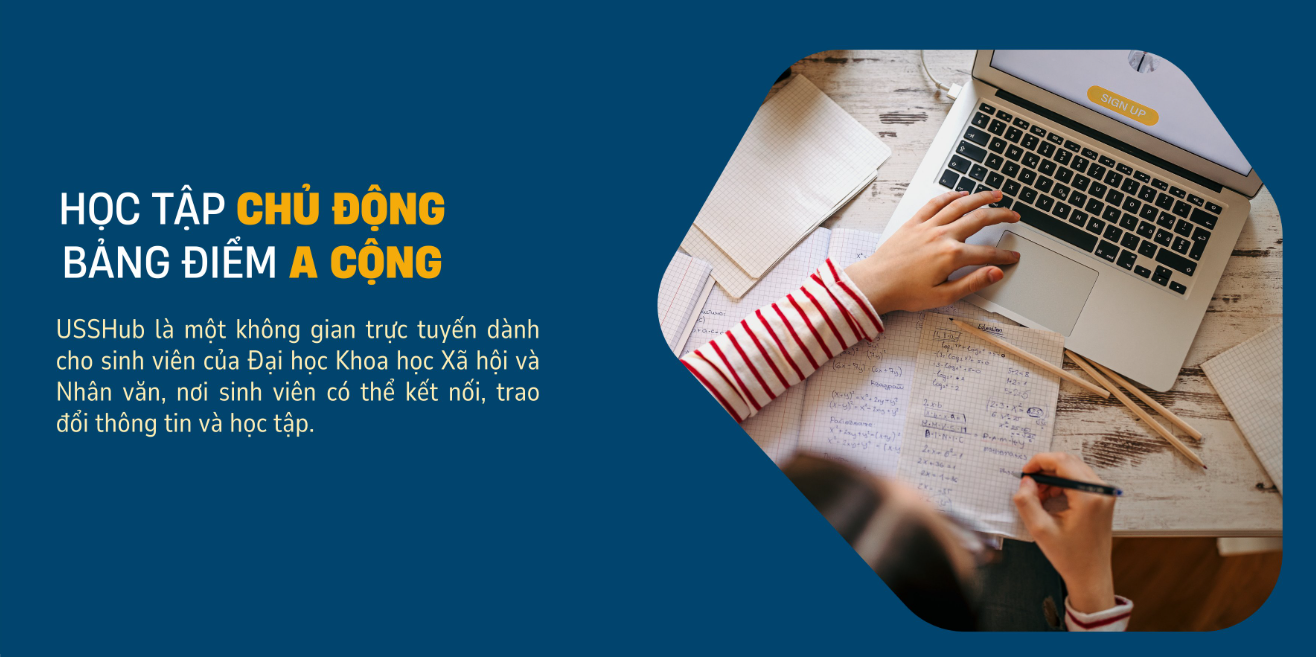 HỌC TẬP CHỦ ĐỘNG
BẢNG ĐIỂM A CỘNG
USSHub là một không gian trực tuyến dành
cho sinh viên của Đại học Khoa học Xã hội và
Nhân văn, nơi sinh viên có thể kết nối, trao
đổi thông tin và học tập.
SIGN UP